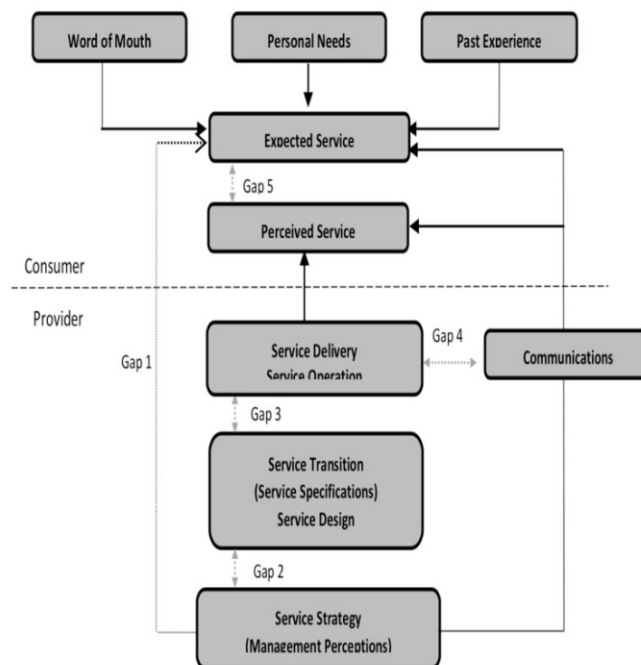 Word of Mouth
Personal Needs
Past Experience
Expected Service
Gap 5
Perceived Service
Consumer
Provider
Gap 1
Service Delivery
Service Operation
Gap 4
Communications
Gap 3
Service Transition
(Service Specifications)
Service Design
Gap 2
Service Strategy
(Management Perceptions)